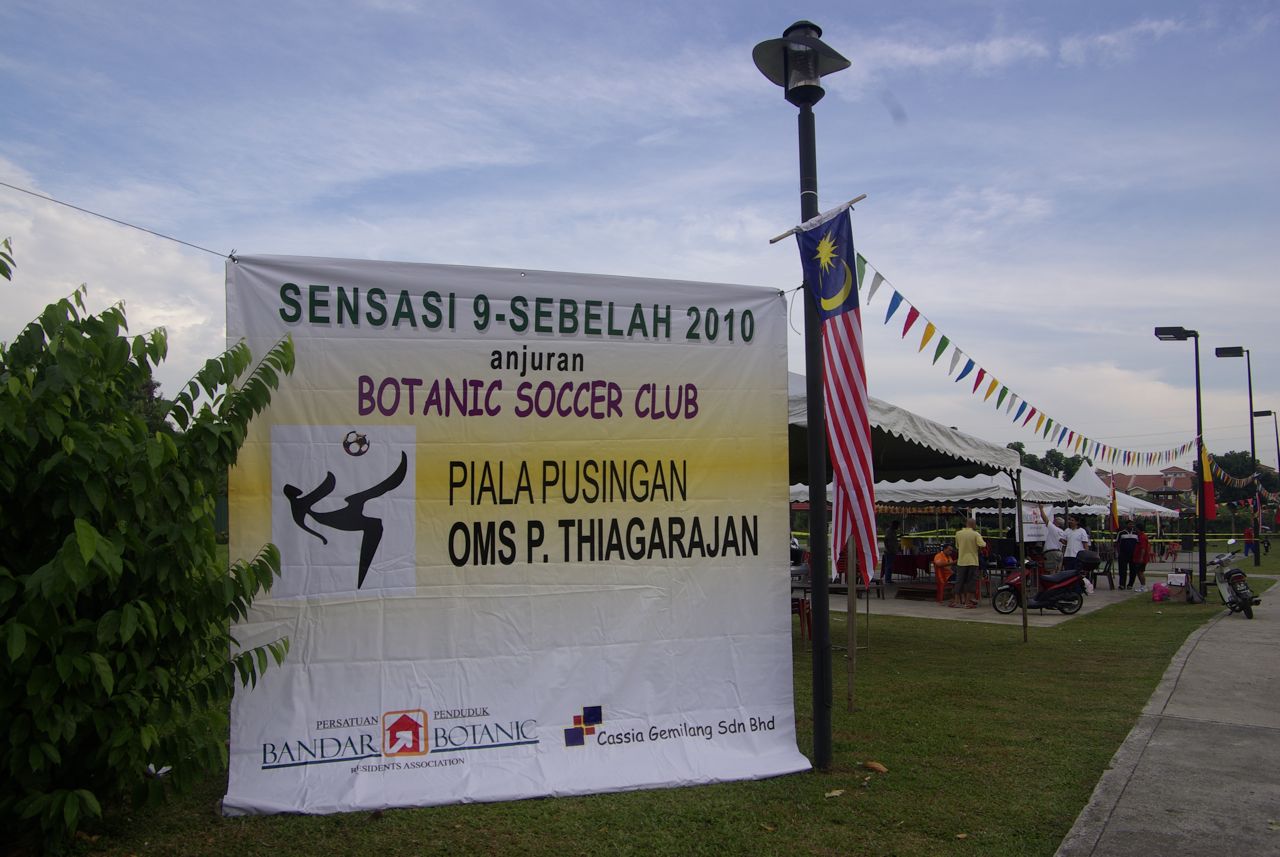 SENSASI 9-SEBELAH 2010
anjuran
BOTANIC SOCCER CLUB
PIALA PUSINGAN
OMS P. THIAGARAJAN
PERSATUAN PENDUDUK
BANDAR BOTANIC
RESIDENTS ASSOCIATION
Cassia Gemilang Sdn Bhd